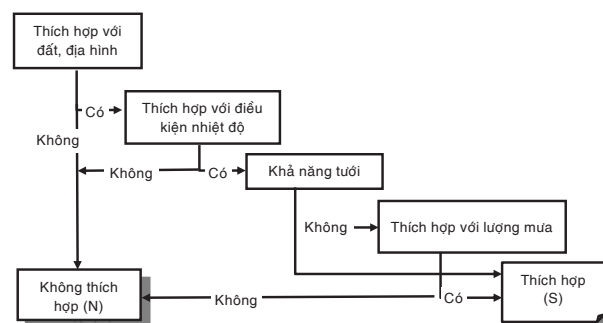 Thích hợp với
đất, địa hình
Có
Thích hợp với điều
kiện nhiệt độ
Không
Không
Có
Khả năng tưới
Không
Thích hợp với lượng mưa
Không thích
hợp (N)
Không
Có
Thích hợp
(S)